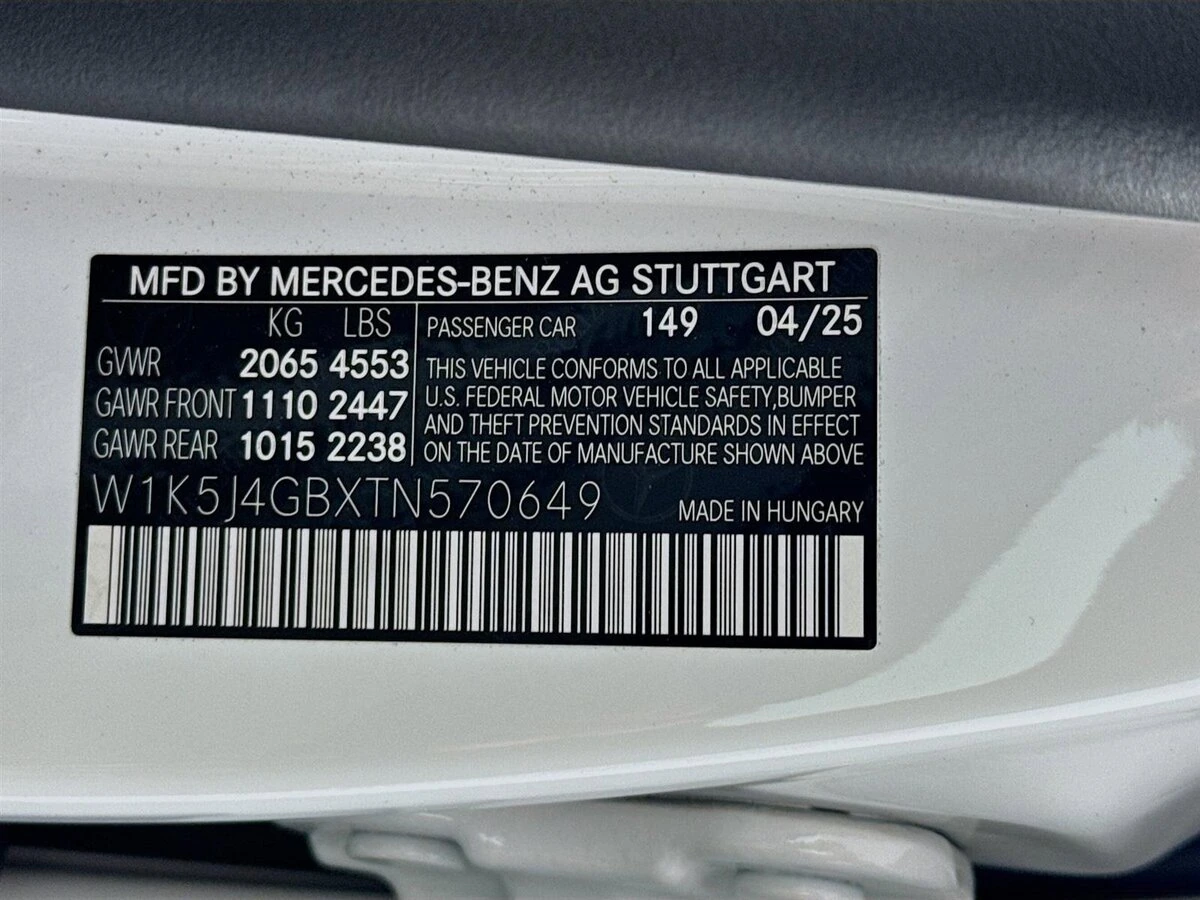 MFD BY MERCEDES-BENZ AG STUTTGART
KG LBS
GVWR 2065 4553
GAWR FRONT 1110 2447
GAWR REAR 1015 2238
PASSENGER CAR 149 04/25
THIS VEHICLE CONFORMS TO ALL APPLICABLE
U.S. FEDERAL MOTOR VEHICLE SAFETY,BUMPER
AND THEFT PREVENTION STANDARDS IN EFFECT
ON THE DATE OF MANUFACTURE SHOWN ABOVE
W1K5J4GBXTN570649
MADE IN HUNGARY